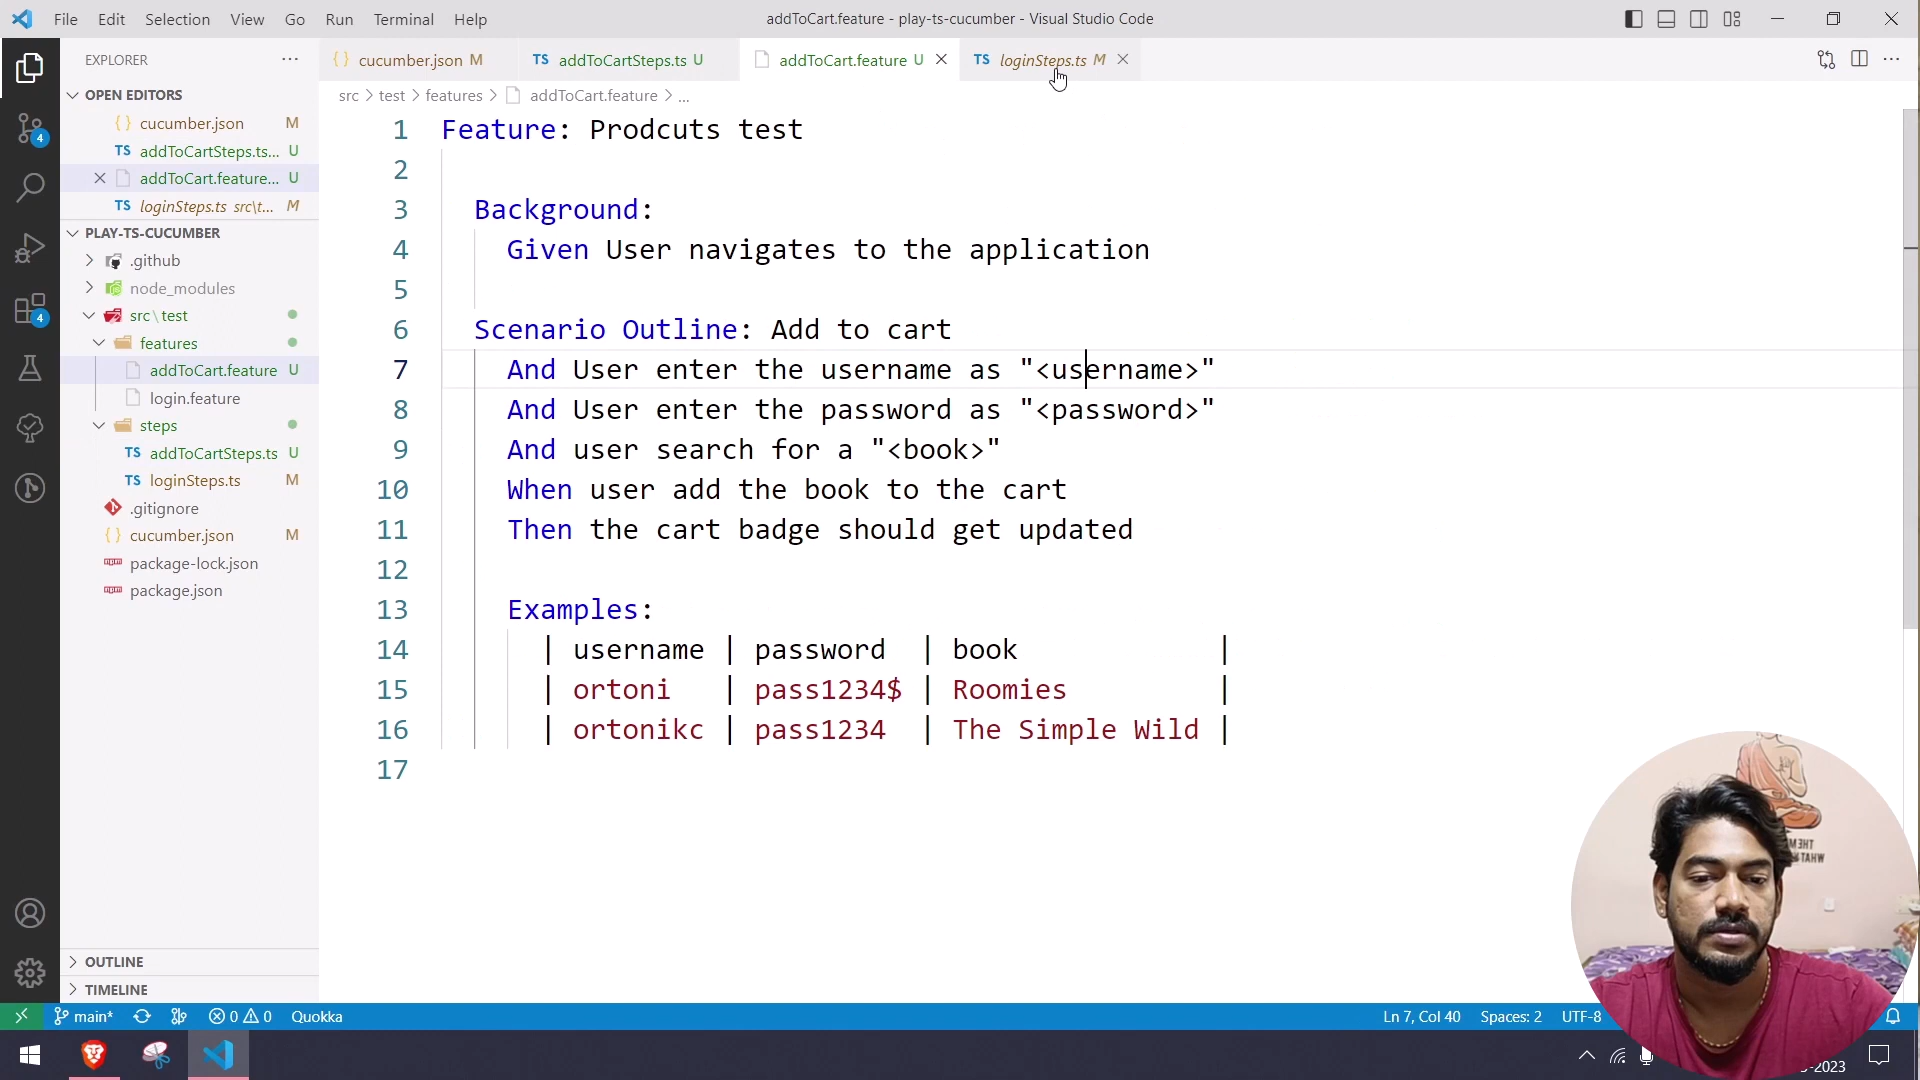 File Edit Selection View Go Run Terminal Help
addToCart.feature - play-ts-cucumber - Visual Studio Code
EXPLORER
OPEN EDITORS
{} cucumber.json M
TS addToCartSteps.ts... U
addToCart.feature... U
TS loginSteps.ts src\t... M
PLAY-TS-CUCUMBER
.github
node_modules
src\test
features
addToCart.feature U
login.feature
steps
TS addToCartSteps.ts U
TS loginSteps.ts M
.gitignore
{} cucumber.json M
package-lock.json
package.json
OUTLINE
TIMELINE
4
4
{} cucumber.json M
TS addToCartSteps.ts U
addToCart.feature U
TS loginSteps.ts M
src > test > features > addToCart.feature > ...
1 Feature: Prodcuts test
2
3 Background:
4 Given User navigates to the application
5
6 Scenario Outline: Add to cart
7 And User enter the username as "<username>"
8 And User enter the password as "<password>"
9 And user search for a "<book>"
10 When user add the book to the cart
11 Then the cart badge should get updated
12
13 Examples:
14 | username | password | book |
15 | ortoni | pass1234$ | Roomies |
16 | ortonikc | pass1234 | The Simple Wild |
17
main* 0 0 Quokka
Ln 7, Col 40 Spaces: 2 UTF-8
-2023